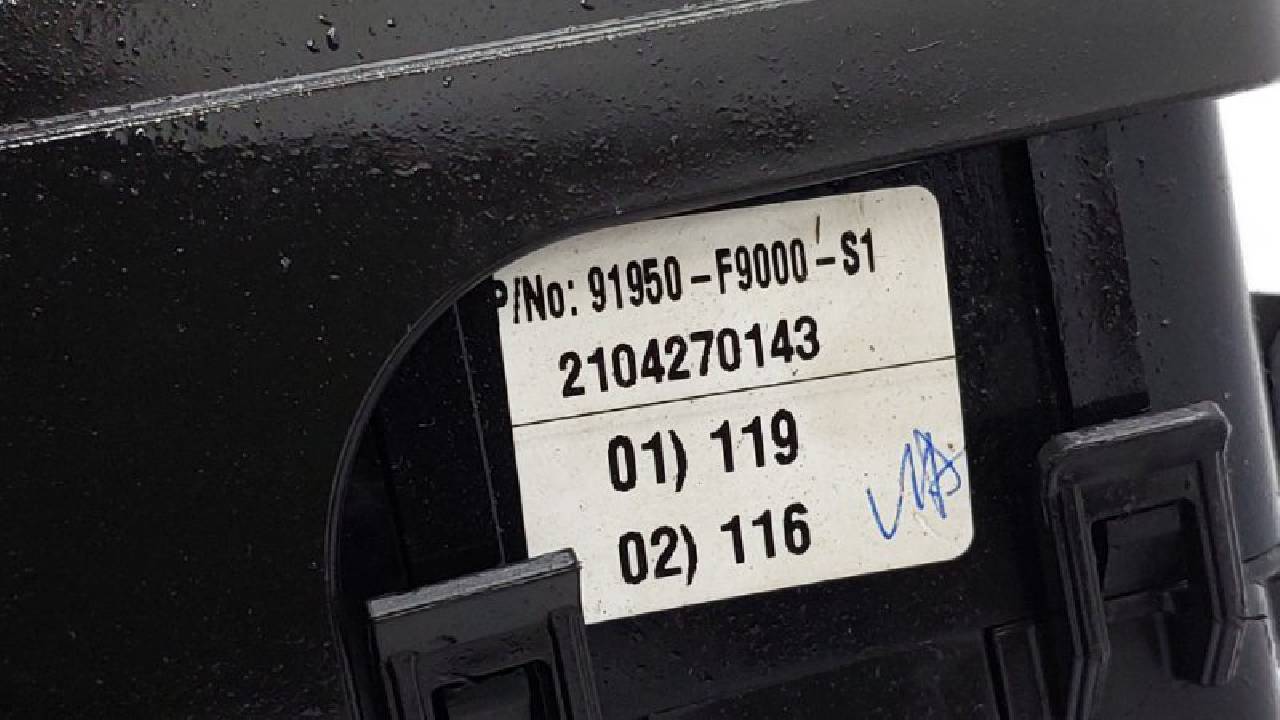 P/No: 91950-F9000-S1
2104270143
01) 119
02) 116